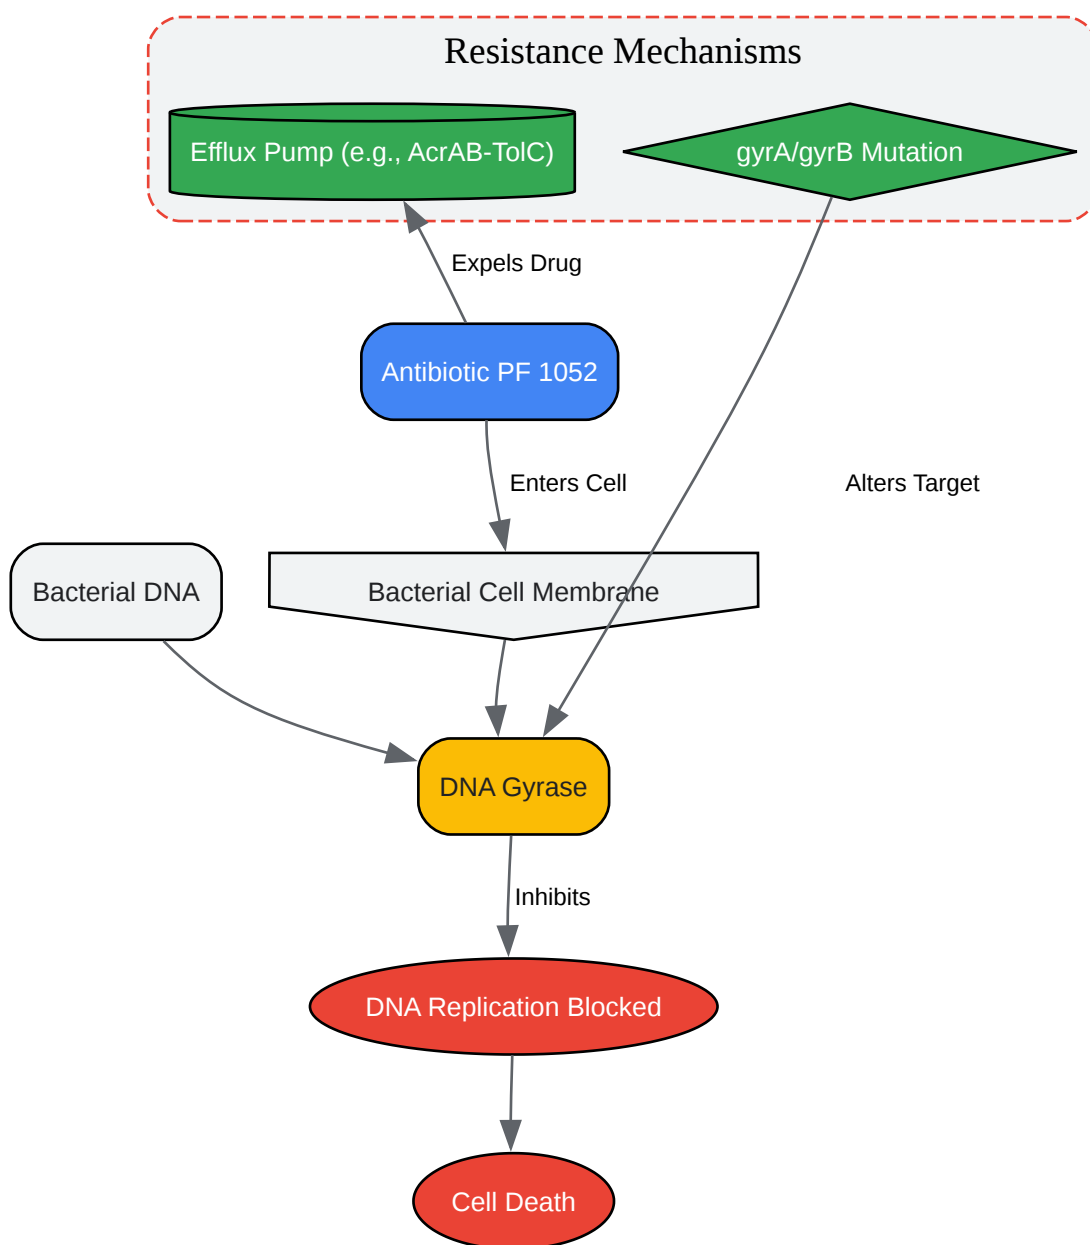 Resistance Mechanisms
Efflux Pump (e.g., AcrAB-TolC)
gyrA/gyrB Mutation
Expels Drug
Antibiotic PF 1052
Enters Cell
Alters Target
Bacterial DNA
Bacterial Cell Membrane
DNA Gyrase
Inhibits
DNA Replication Blocked
Cell Death